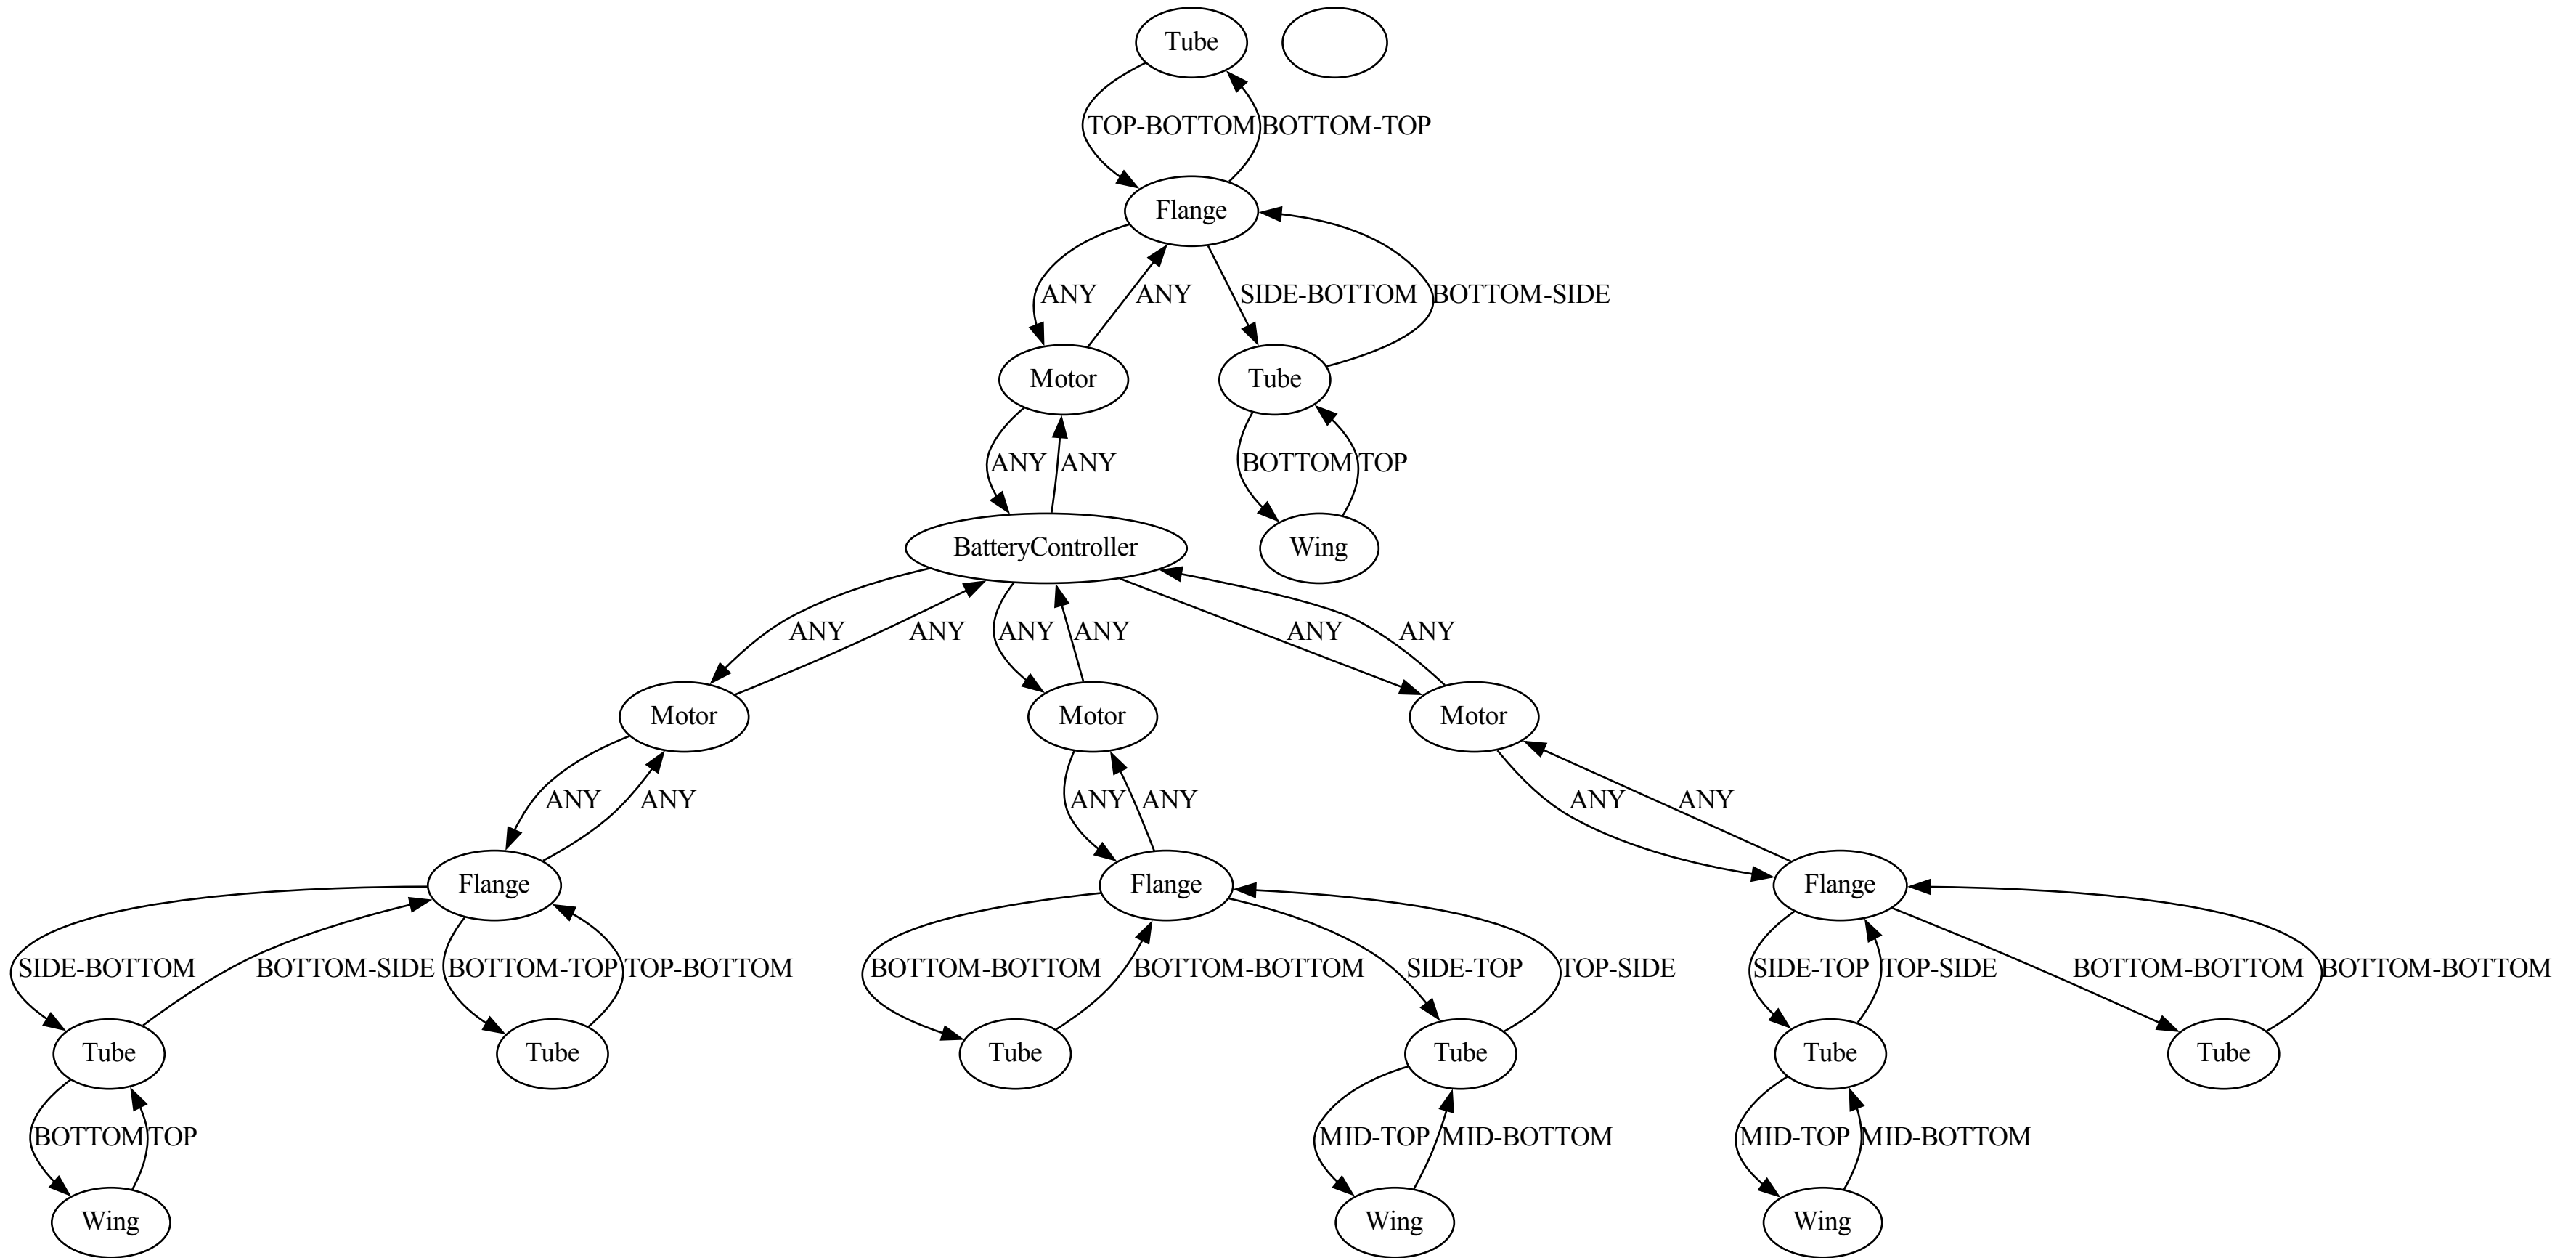 Tube
TOP-BOTTOM BOTTOM-TOP
Flange
ANY ANY SIDE-BOTTOM BOTTOM-SIDE
Motor Tube
ANY ANY BOTTOM TOP
BatteryController Wing
ANY ANY ANY ANY ANY ANY
Motor Motor Motor
ANY ANY ANY ANY ANY ANY
Flange Flange Flange
SIDE-BOTTOM BOTTOM-SIDE BOTTOM-TOP TOP-BOTTOM BOTTOM-BOTTOM BOTTOM-BOTTOM SIDE-TOP TOP-SIDE SIDE-TOP TOP-SIDE BOTTOM-BOTTOM BOTTOM-BOTTOM
Tube Tube Tube Tube Tube Tube
BOTTOM TOP MID-TOP MID-BOTTOM MID-TOP MID-BOTTOM
Wing Wing Wing